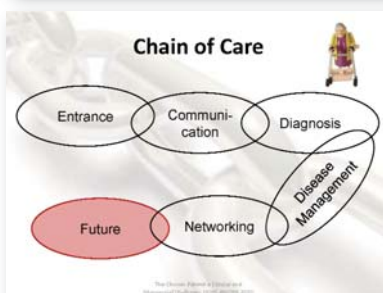 Chain of Care
Entrance
Communi-
cation
Diagnosis
Disease
Management
Networking
Future